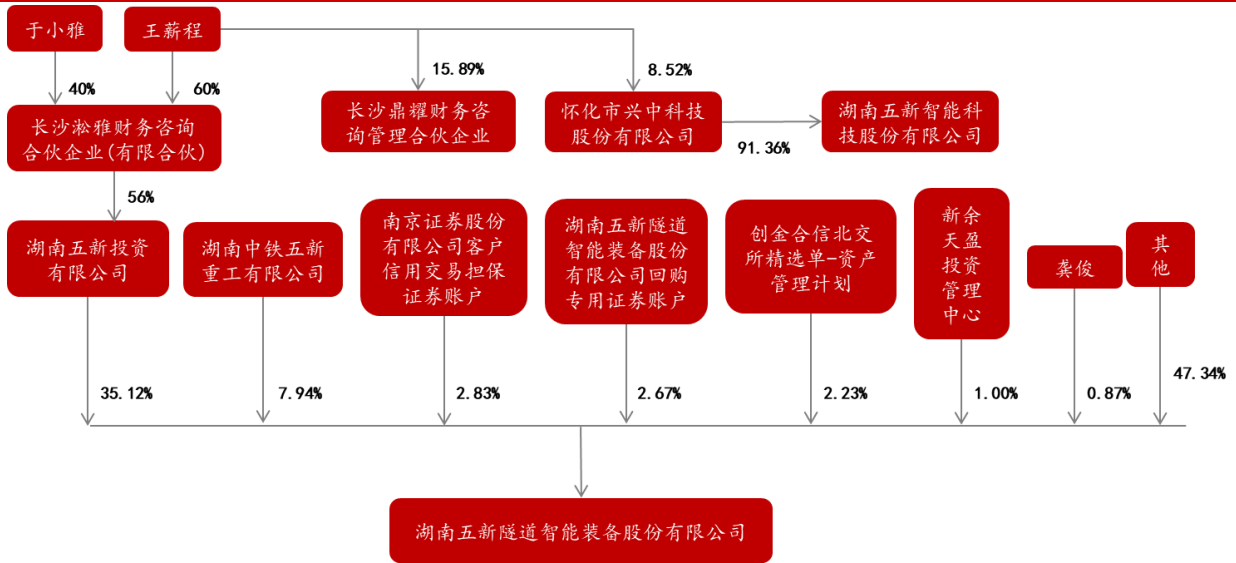 于小雅
王薪程
40%
60%
15.89%
8.52%
长沙淞雅财务咨询
合伙企业(有限合伙)
长沙鼎耀财务咨
询管理合伙企业
怀化市兴中科技
股份有限公司
湖南五新智能科
技股份有限公司
91.36%
56%
湖南五新投资
有限公司
湖南中铁五新
重工有限公司
南京证券股份
有限公司客户
信用交易担保
证券账户
湖南五新隧道
智能装备股份
有限公司回购
专用证券账户
创金合信北交
所精选单-资产
管理计划
新余
天盈
投资
管理
中心
龚俊
其
他
35.12%
7.94%
2.83%
2.67%
2.23%
1.00%
0.87%
47.34%
湖南五新隧道智能装备股份有限公司